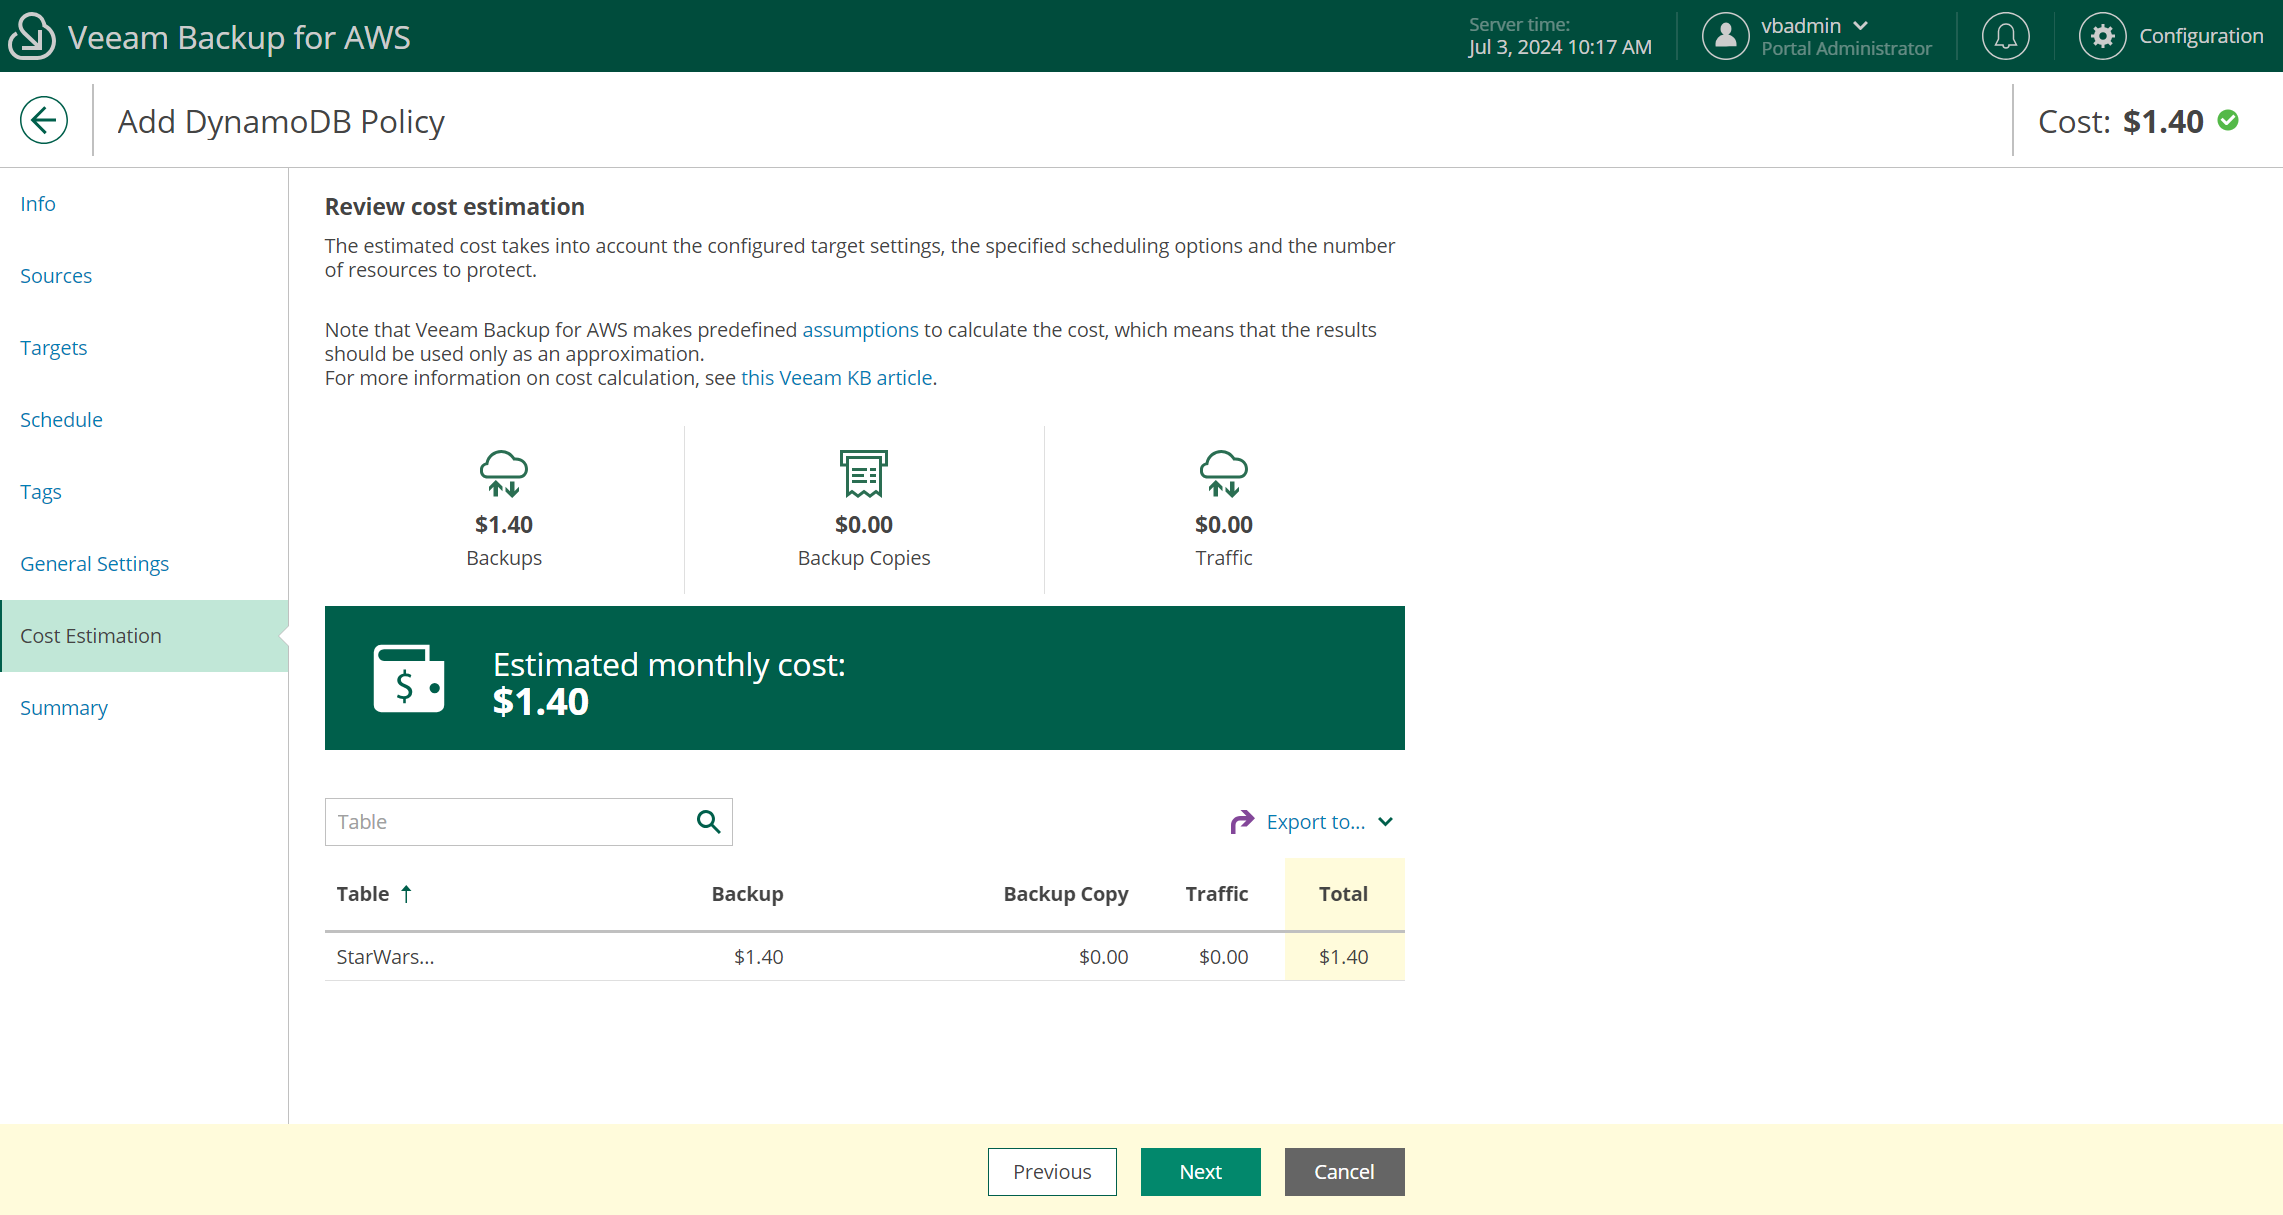 Veeam Backup for AWS
Server time:
Jul 3, 2024 10:17 AM
vbadmin
Portal Administrator
Configuration
Add DynamoDB Policy
Cost: $1.40
Info
Sources
Targets
Schedule
Tags
General Settings
Cost Estimation
Summary
Review cost estimation
The estimated cost takes into account the configured target settings, the specified scheduling options and the number
of resources to protect.
Note that Veeam Backup for AWS makes predefined assumptions to calculate the cost, which means that the results
should be used only as an approximation.
For more information on cost calculation, see this Veeam KB article.
$1.40
Backups
$0.00
Backup Copies
$0.00
Traffic
$
Estimated monthly cost:
$1.40
Table
Export to...
Table Backup Backup Copy Traffic Total
StarWars... $1.40 $0.00 $0.00 $1.40
Previous
Next
Cancel